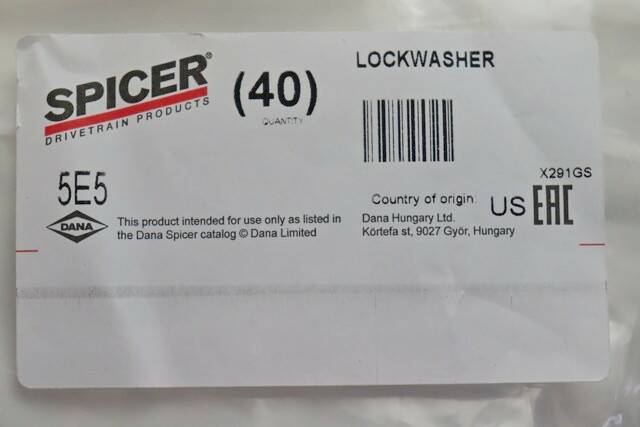 SPICER®
DRIVETRAIN PRODUCTS
(40)
QUANTITY
LOCKWASHER
X291GS
5E5
DANA
This product intended for use only as listed in
the Dana Spicer catalog © Dana Limited
Country of origin: US
EAC
Dana Hungary Ltd.
Körtefa st, 9027 Györ, Hungary